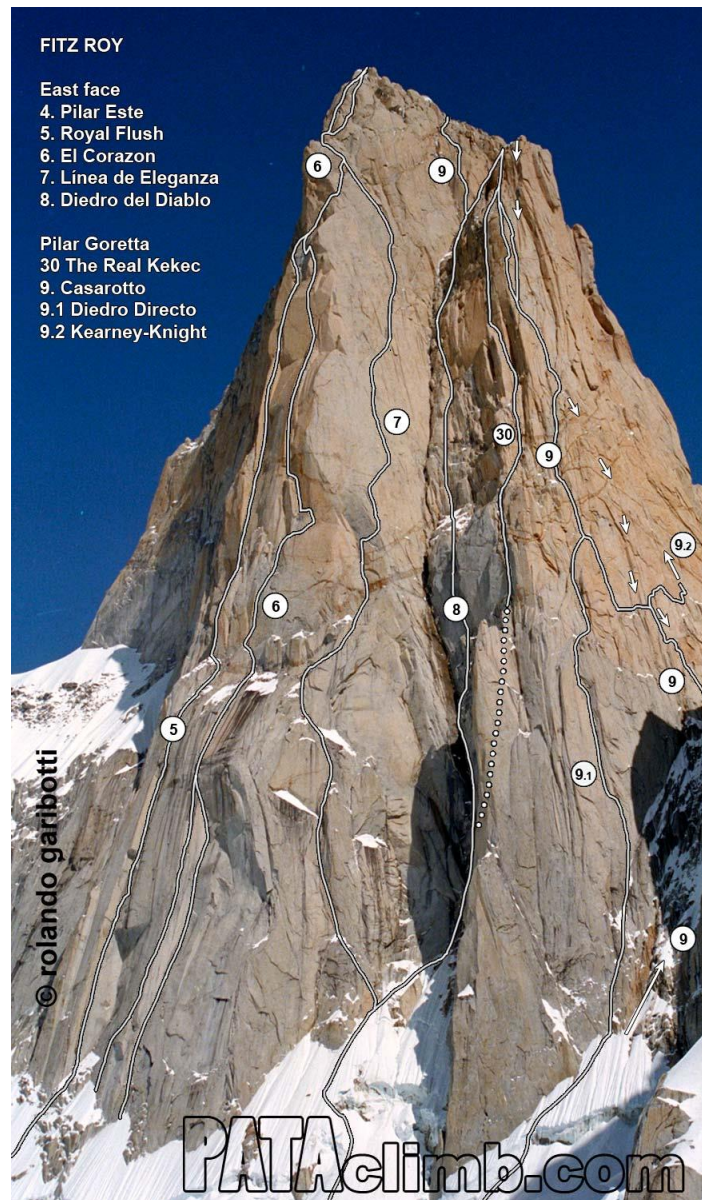 FITZ ROY
East face
4. Pilar Este
5. Royal Flush
6. El Corazon
7. Línea de Eleganza
8. Diedro del Diablo
Pilar Goretta
30 The Real Kekec
9. Casarotto
9.1 Diedro Directo
9.2 Kearney-Knight
6
9
7
30
9
9.2
8
6
9
5
9.1
9
© rolando garibotti
PATAclimb.com